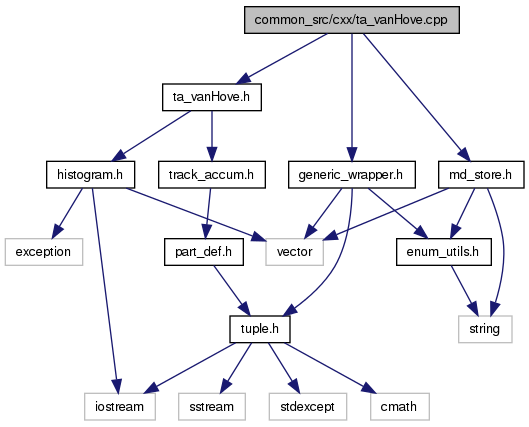 common_src/cxx/ta_vanHove.cpp
ta_vanHove.h
histogram.h
track_accum.h
generic_wrapper.h
md_store.h
exception
part_def.h
vector
enum_utils.h
tuple.h
string
iostream
sstream
stdexcept
cmath